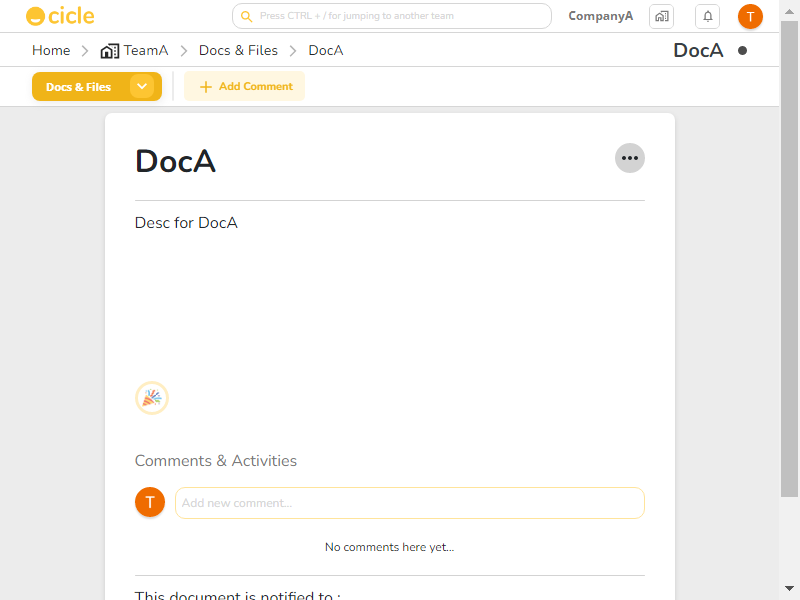 cicle
Press CTRL + / for jumping to another team
CompanyA
T
Home
TeamA
Docs & Files
DocA
DocA
Docs & Files
Add Comment
DocA
Desc for DocA
Comments & Activities
T
Add new comment...
No comments here yet...
This document is notified to :